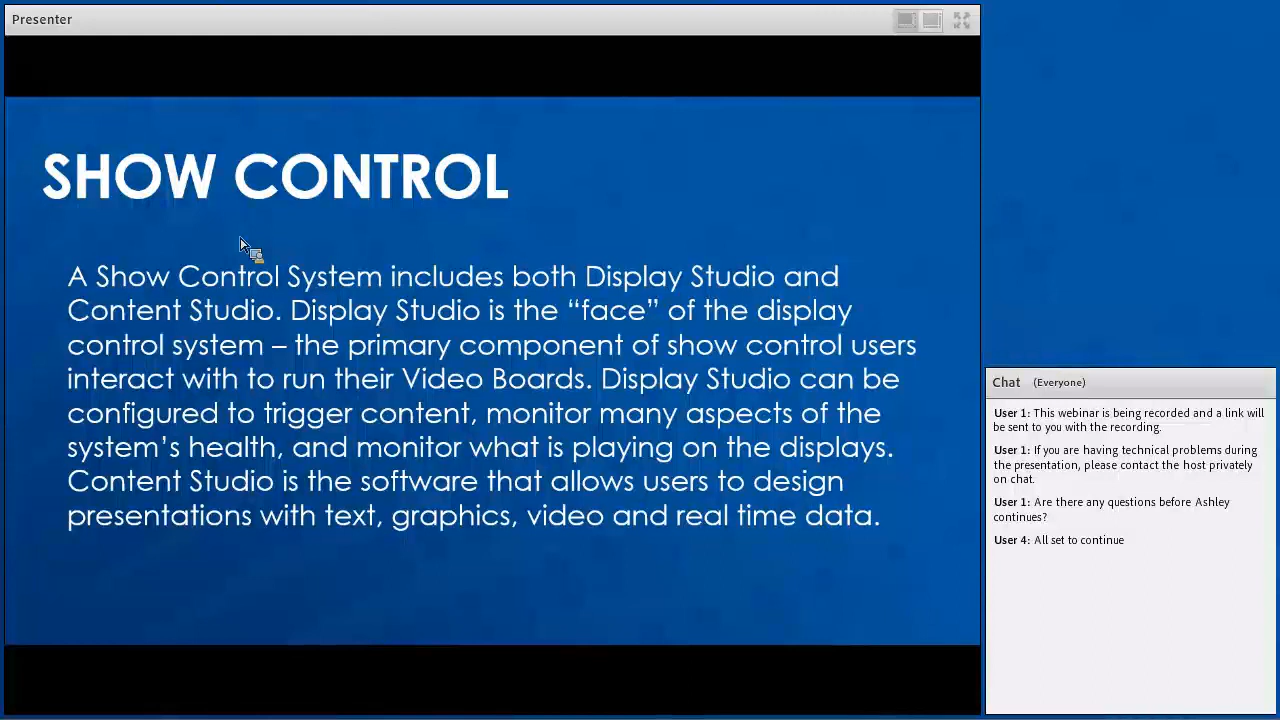 Presenter
SHOW CONTROL
A Show Control System includes both Display Studio and
Content Studio. Display Studio is the “face” of the display
control system – the primary component of show control users
interact with to run their Video Boards. Display Studio can be
configured to trigger content, monitor many aspects of the
system’s health, and monitor what is playing on the displays.
Content Studio is the software that allows users to design
presentations with text, graphics, video and real time data.
Chat (Everyone)
User 1: This webinar is being recorded and a link will
be sent to you with the recording.
User 1: If you are having technical problems during
the presentation, please contact the host privately
on chat.
User 1: Are there any questions before Ashley
continues?
User 4: All set to continue